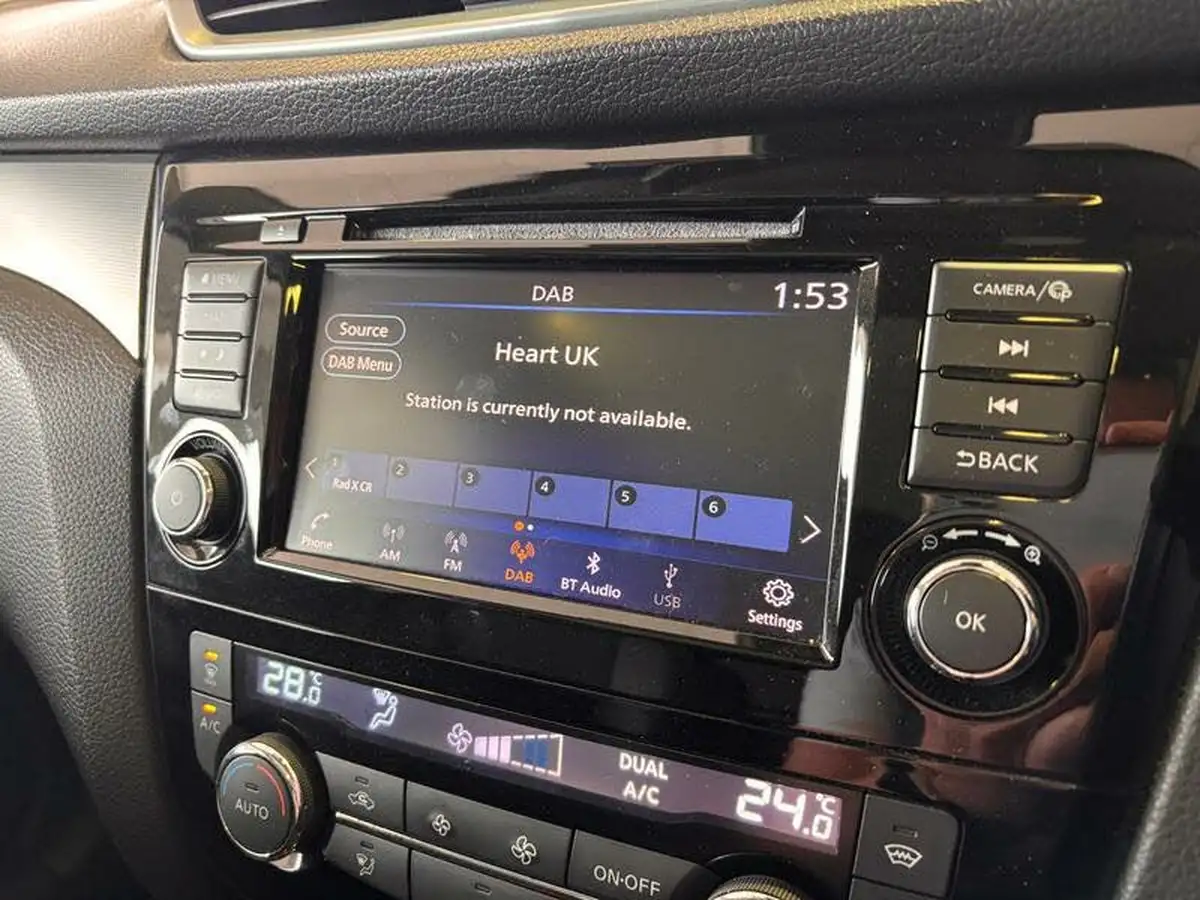 DAB
1:53
Source
Heart UK
DAB Menu
Station is currently not available.
1
Rad X CR
2
3
4
5
6
Phone
AM
FM
DAB
BT Audio
USB
Settings
MENU
VOLUME
CAMERA/
BACK
OK
28.0°C
DUAL
A/C
24.0°C
A/C
AUTO
ON·OFF